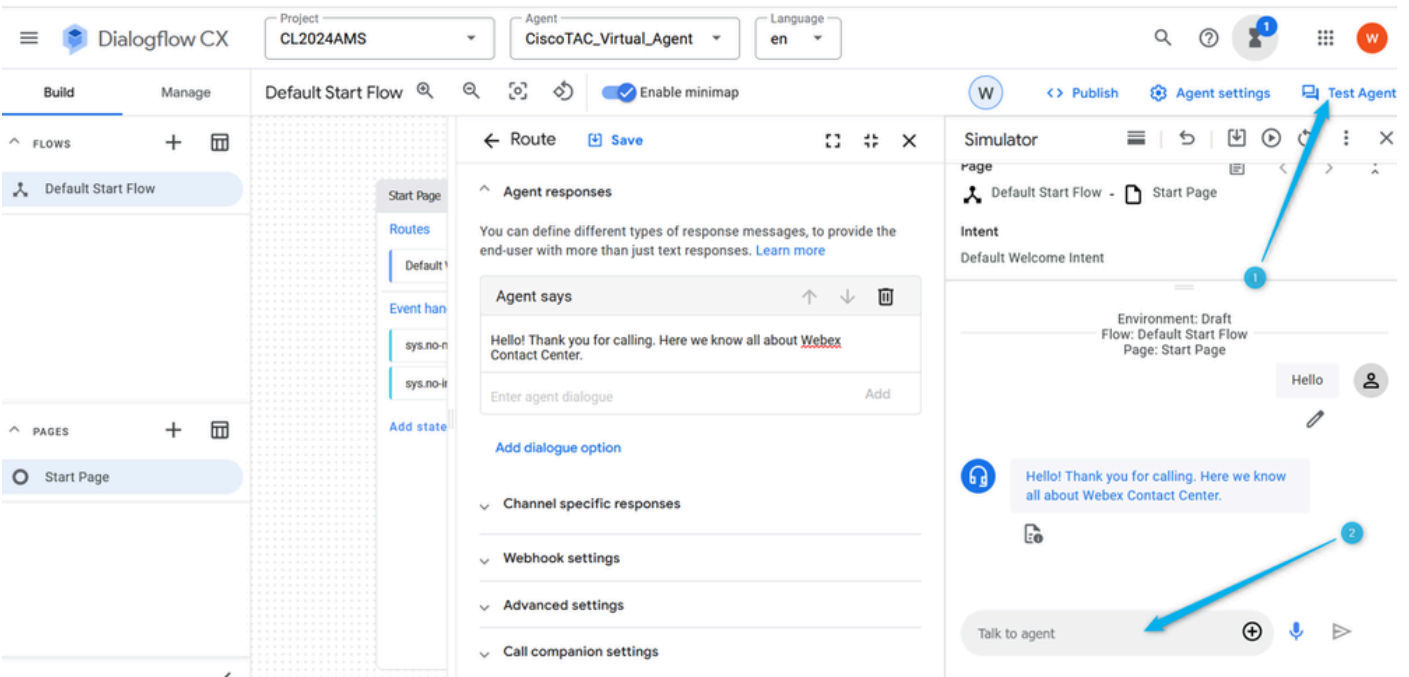 Project
Agent
Language
Dialogflow CX
CL2024AMS
CiscoTAC_Virtual_Agent
en
1
W
Build
Manage
Default Start Flow
Enable minimap
W
<> Publish
Agent settings
Test Agent
FLOWS
Default Start Flow
PAGES
Start Page
Start Page
Routes
Default
Event han
sys.no-
sys.no-
Add state
Route
Save
Agent responses
You can define different types of response messages, to provide the
end-user with more than just text responses. Learn more
Agent says
Hello! Thank you for calling. Here we know all about Webex
Contact Center.
Enter agent dialogue
Add
Add dialogue option
Channel specific responses
Webhook settings
Advanced settings
Call companion settings
Simulator
Page
Default Start Flow - Start Page
Intent
Default Welcome Intent
1
Environment: Draft
Flow: Default Start Flow
Page: Start Page
Hello
Hello! Thank you for calling. Here we know
all about Webex Contact Center.
2
Talk to agent